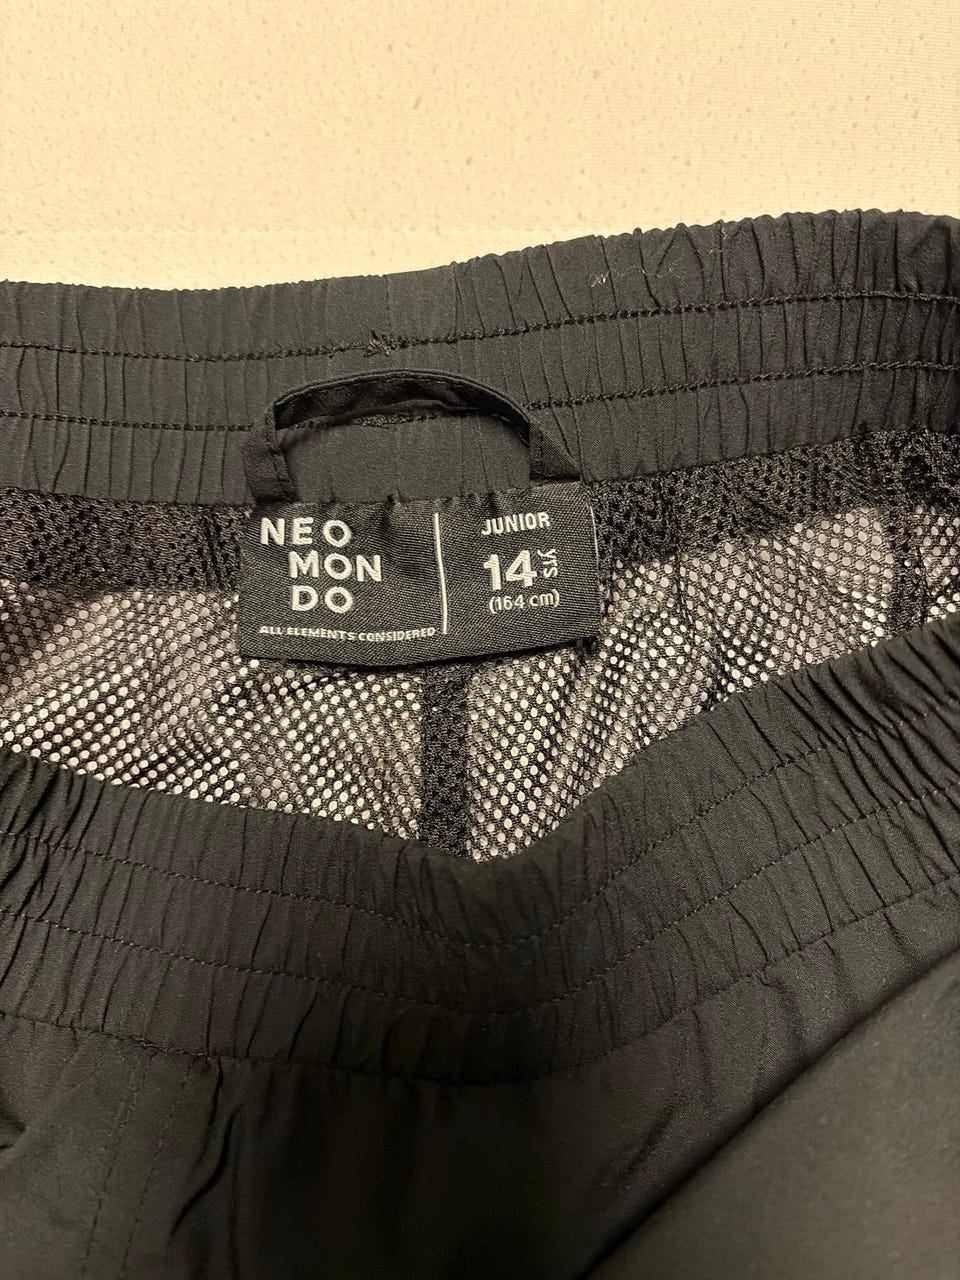 NEO
MON
DO
ALL ELEMENTS CONSIDERED
JUNIOR
14 yrs
(164 cm)